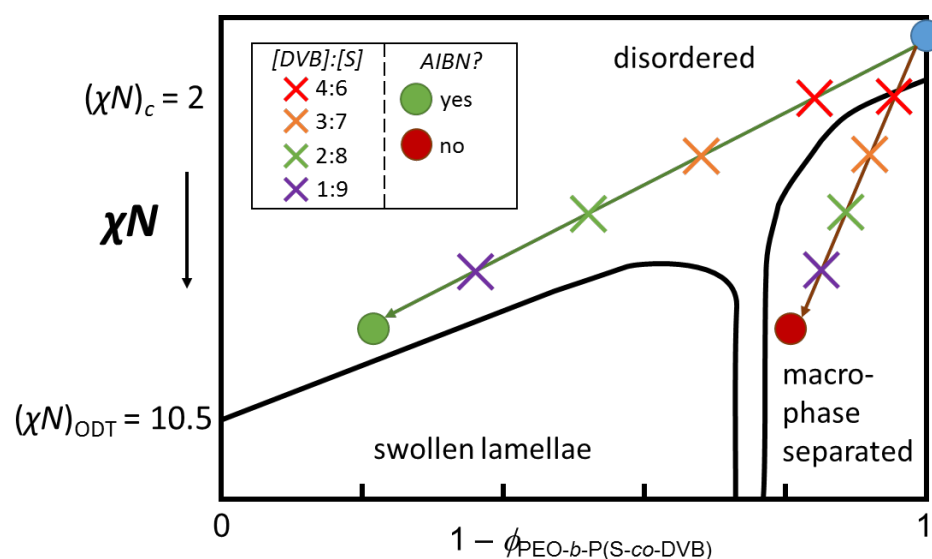 [DVB]:[S]
AIBN?
4:6
3:7
2:8
1:9
yes
no
disordered
(χN)c = 2
χN
(χN)ODT = 10.5
swollen lamellae
macro-
phase
separated
0
1
1 − ϕPEO-b-P(S-co-DVB)